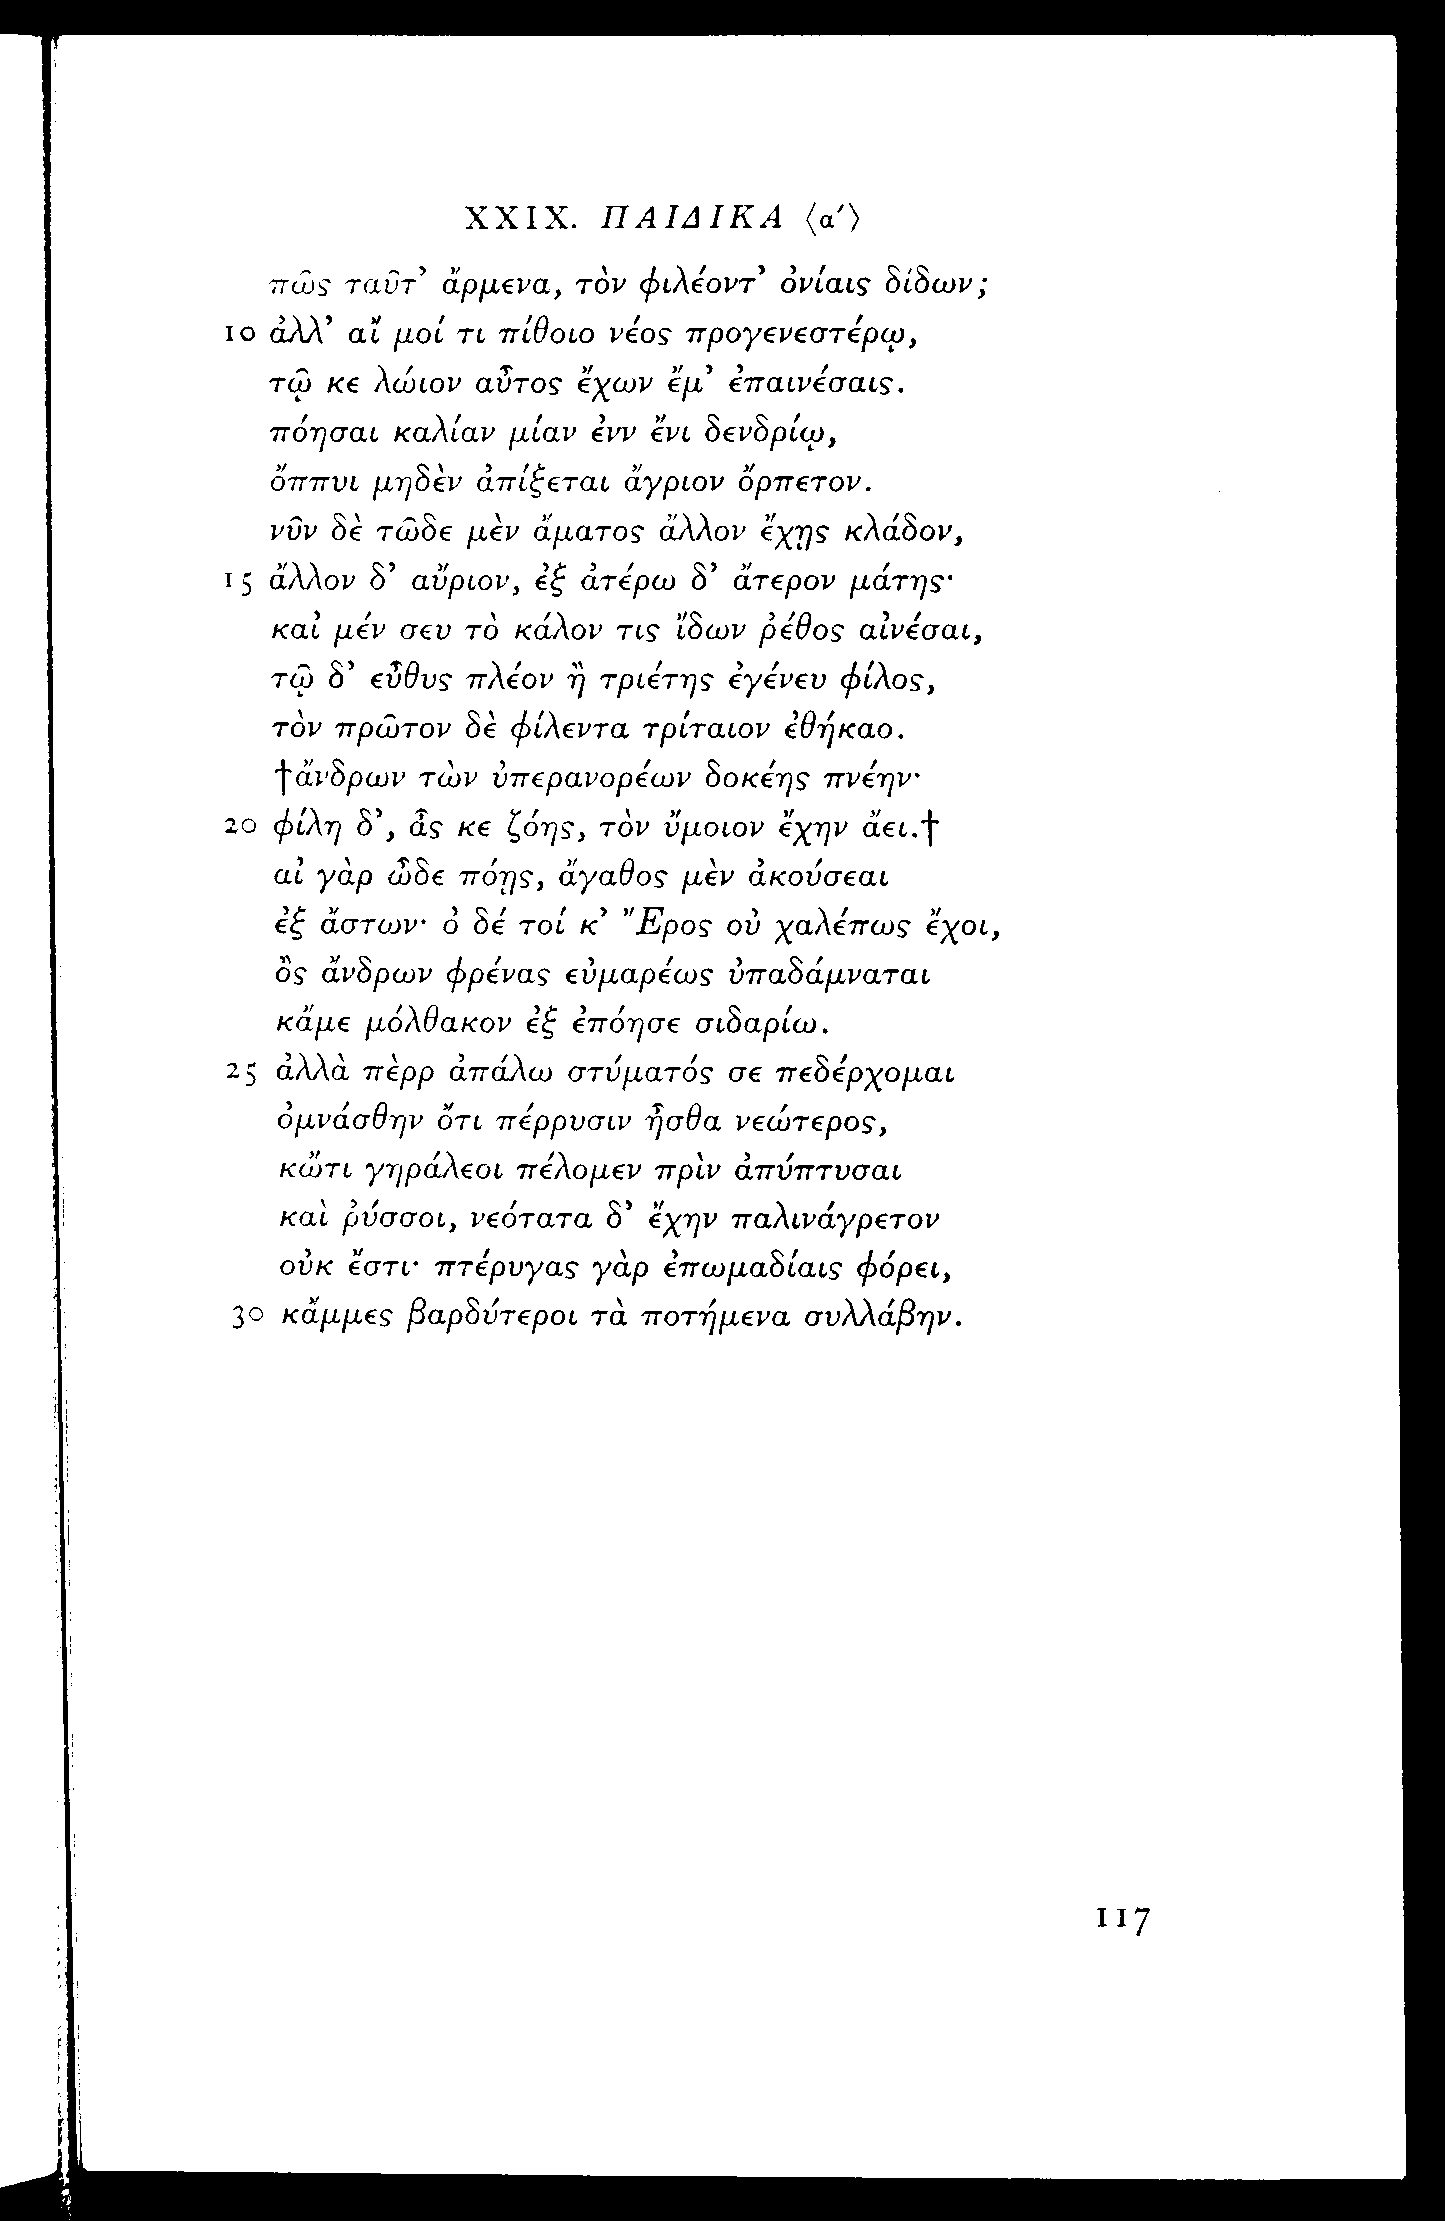 XXIX. ΠΑΙΔΙΚΑ ⟨αʹ⟩
πῶς ταῦτ’ ἄρμενα, τὸν φιλέοντ’ ὀνίαις δίδων;
10 ἀλλ’ αἴ μοί τι πίθοιο νέος προγενεστέρῳ,
τῷ κε λώιον αὖτος ἔχων ἔμ’ ἐπαινέσαις.
πόησαι καλίαν μίαν ἐνν ἔνι δενδρίῳ,
ὄππυι μηδὲν ἀπίξεται ἄγριον ὄρπετον.
νῦν δὲ τῶδε μὲν ἄματος ἄλλον ἔχῃς κλάδον,
15 ἄλλον δ’ αὔριον, ἐξ ἀτέρω δ’ ἄτερον μάτης·
καἰ μέν σευ τὸ κάλον τις ἴδων ῥέθος αἰνέσαι,
τῷ δ’ εὖθυς πλέον ἢ τριέτης ἐγένευ φίλος,
τὸν πρῶτον δὲ φίλεντα τρίταιον ἐθήκαο.
†ἄνδρων τὼν ὑπερανορέων δοκέης πνέην·
20 φίλη δ’, ἆς κε ζόης, τὸν ὔμοιον ἔχην ἄει.†
αἰ γὰρ ὦδε πόῃς, ἄγαθος μὲν ἀκούσεαι
ἐξ ἄστων· ὀ δέ τοί κ’ Ἔρος οὐ χαλέπως ἔχοι,
ὂς ἄνδρων φρένας εὐμαρέως ὐπαδάμναται
κἄμε μόλθακον ἐξ ἐπόησε σιδαρίω.
25 ἀλλὰ πὲρρ ἀπάλω στύματός σε πεδέρχομαι
ὀμνάσθην ὄτι πέρρυσιν ἦσθα νεώτερος,
κὤτι γηράλεοι πέλομεν πρὶν ἀπύπτυσαι
καὶ ῥύσσοι, νεότατα δ’ ἔχην παλινάγρετον
οὐκ ἔστι· πτέρυγας γὰρ ἐπωμαδίαις φόρει,
30 κἄμμες βαρδύτεροι τὰ ποτήμενα συλλάβην.
117